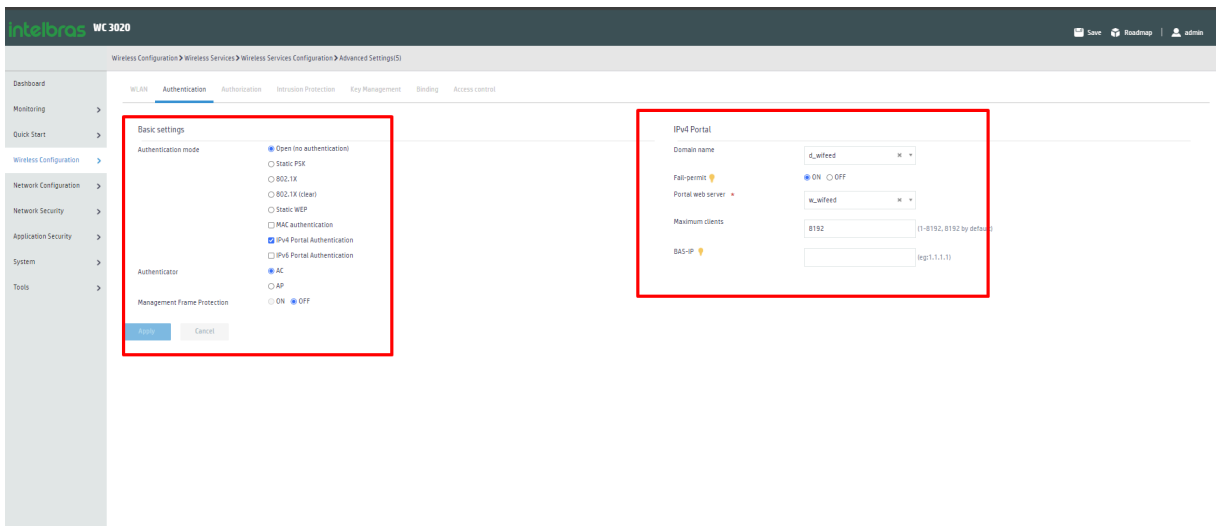 intelbras WC 3020
Save Roadmap | admin
Wireless Configuration > Wireless Services > Wireless Services Configuration > Advanced Settings(5)
Dashboard
Monitoring
Quick Start
Wireless Configuration
Network Configuration
Network Security
Application Security
System
Tools
WLAN Authentication Authorization Intrusion Protection Key Management Binding Access control
Basic settings
Authentication mode
Open (no authentication)
Static PSK
802.1X
802.1X (clear)
Static WEP
MAC authentication
IPv4 Portal Authentication
IPv6 Portal Authentication
Authenticator
AC
AP
Management Frame Protection
ON OFF
Apply Cancel
IPv4 Portal
Domain name
d_wifeed
Fail-permit
ON OFF
Portal web server *
w_wifeed
Maximum clients
8192
(1-8192, 8192 by default)
BAS-IP
(eg:1.1.1.1)